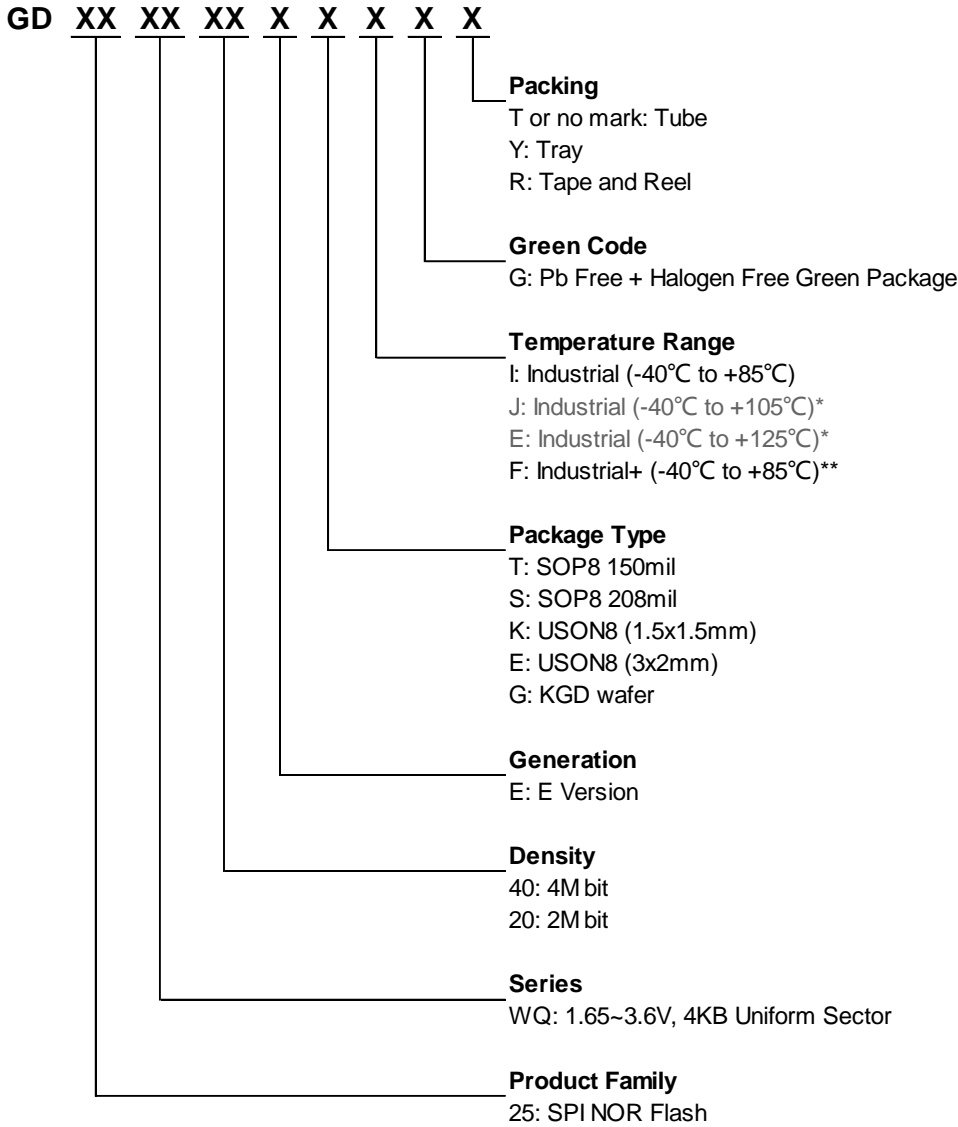 GD XX XX XX X X X X X
Packing
T or no mark: Tube
Y: Tray
R: Tape and Reel
Green Code
G: Pb Free + Halogen Free Green Package
Temperature Range
I: Industrial (-40℃ to +85℃)
J: Industrial (-40℃ to +105℃)*
E: Industrial (-40℃ to +125℃)*
F: Industrial+ (-40℃ to +85℃)**
Package Type
T: SOP8 150mil
S: SOP8 208mil
K: USON8 (1.5x1.5mm)
E: USON8 (3x2mm)
G: KGD wafer
Generation
E: E Version
Density
40: 4M bit
20: 2M bit
Series
WQ: 1.65~3.6V, 4KB Uniform Sector
Product Family
25: SPI NOR Flash